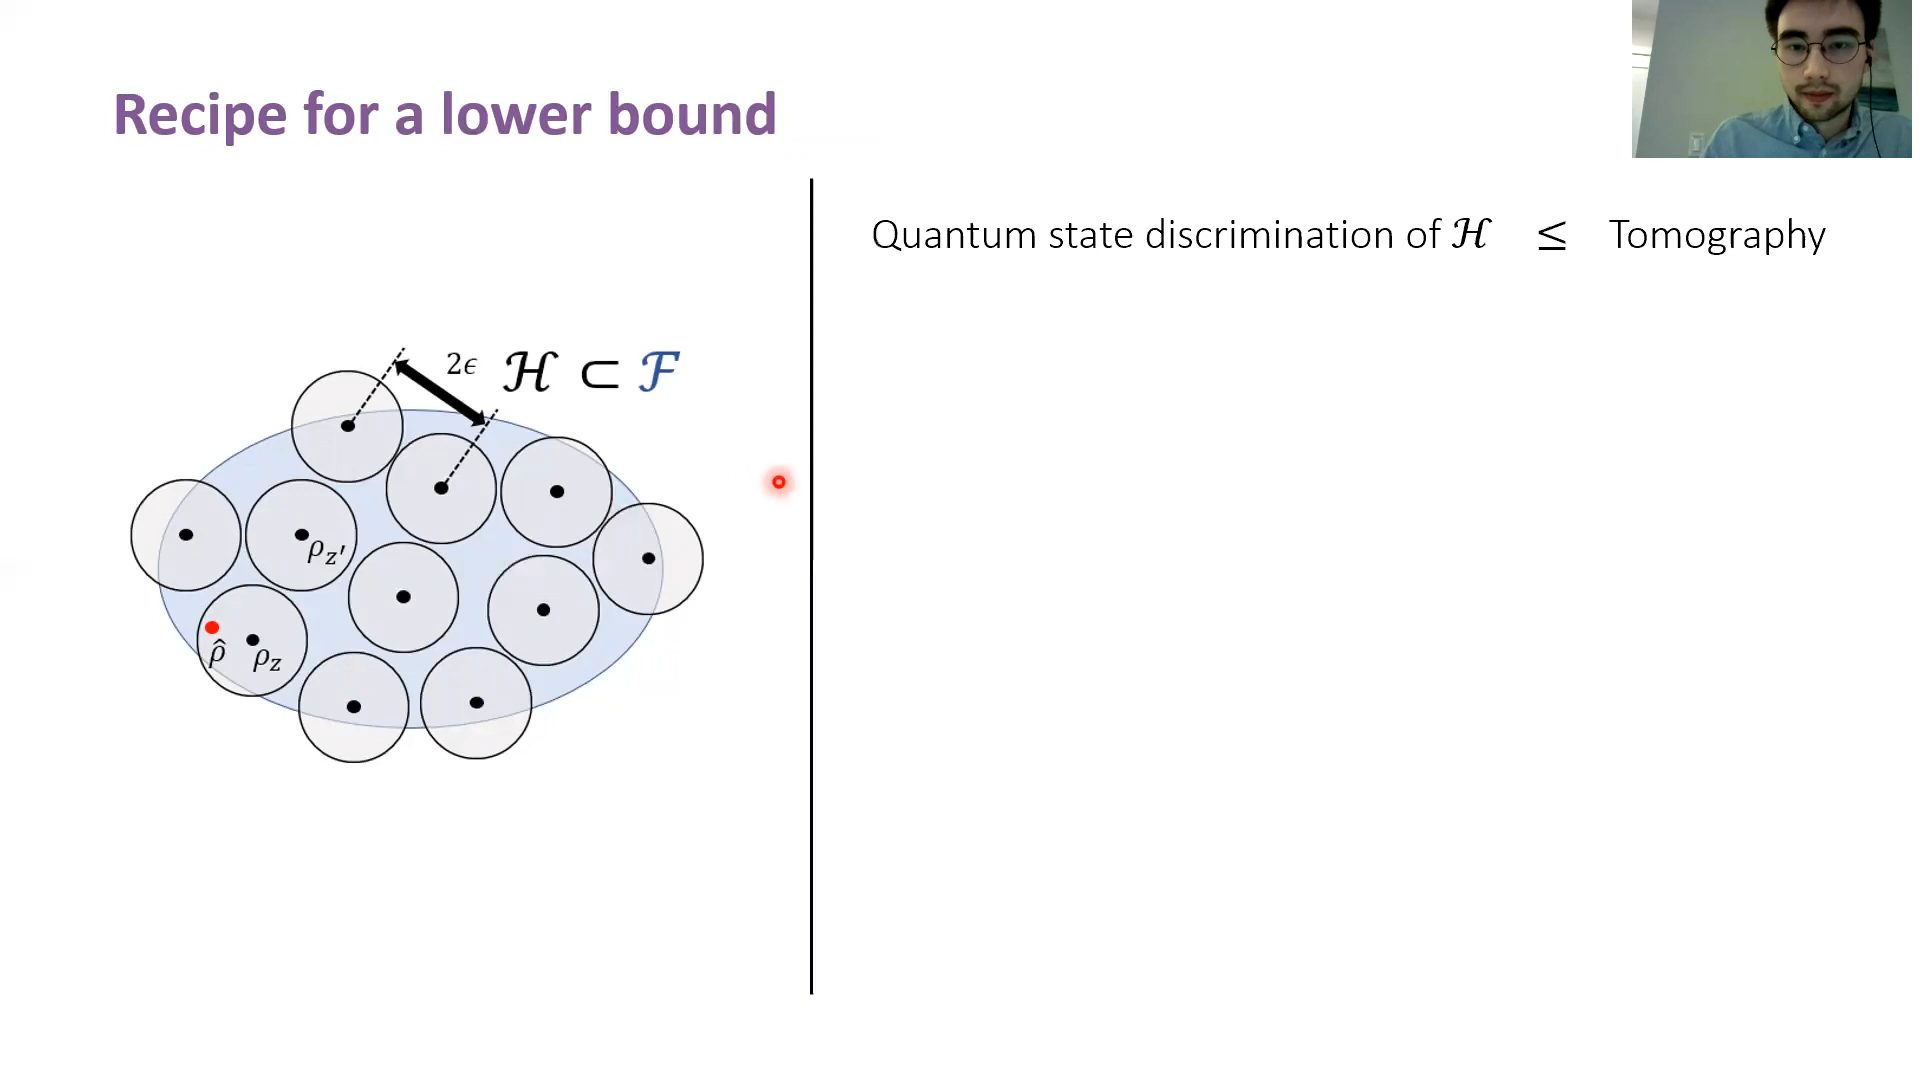 Recipe for a lower bound
Quantum state discrimination of ℋ ≤ Tomography
2ϵ ℋ ⊂ ℱ
ρ_z'
ρ̂ ρ_z